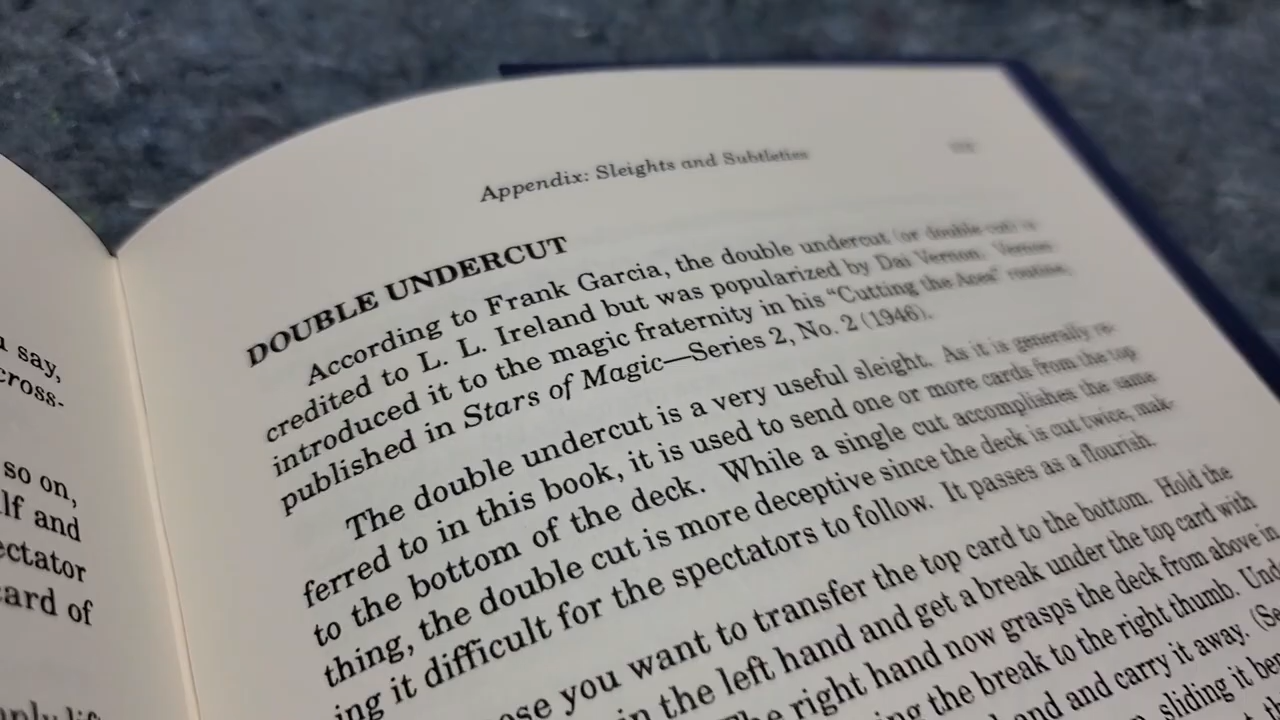 u say,
cross-
so on,
lf and
ectator
ard of
Appendix: Sleights and Subtleties
DOUBLE UNDERCUT
According to Frank Garcia, the double undercut (or double cut) is
credited to L. L. Ireland but was popularized by Dai Vernon. Vernon
introduced it to the magic fraternity in his “Cutting the Aces” routine,
published in Stars of Magic—Series 2, No. 2 (1946).
The double undercut is a very useful sleight. As it is generally re-
ferred to in this book, it is used to send one or more cards from the top
to the bottom of the deck. While a single cut accomplishes the same
thing, the double cut is more deceptive since the deck is cut twice, mak-
ing it difficult for the spectators to follow. It passes as a flourish.
ose you want to transfer the top card to the bottom. Hold the
in the left hand and get a break under the top card with
The right hand now grasps the deck from above in
ng the break to the right thumb. Und
and and carry it away. (Se
sliding it ben